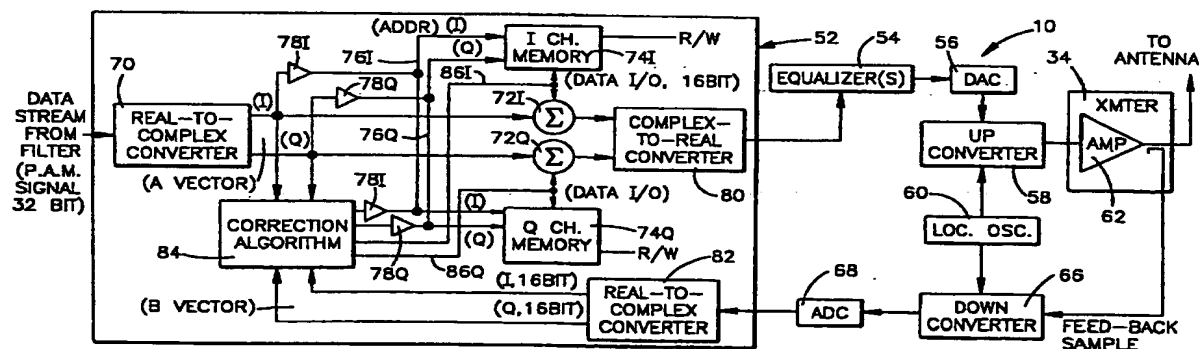 DATA
STREAM
FROM
FILTER
(P.A.M.
SIGNAL
32 BIT)
70
REAL-TO-
COMPLEX
CONVERTER
(I)
(Q)
(A VECTOR)
78I
(ADDR) (I)
76I
(Q)
78Q
86I
76Q
I CH.
MEMORY
74I
R/W
(DATA I/O, 16BIT)
72I
Σ
72Q
Σ
(DATA I/O)
COMPLEX-
TO-REAL
CONVERTER
80
CORRECTION
ALGORITHM
84
78I
(I)
(Q)
78Q
86Q
Q CH.
MEMORY
74Q
R/W
(B VECTOR)
(I,16BIT)
(Q,16BIT)
82
REAL-TO-
COMPLEX
CONVERTER
52
54
EQUALIZER(S)
56
DAC
10
34
TO
ANTENNA
XMTER
AMP
62
UP
CONVERTER
58
60
LOC. OSC.
68
ADC
66
DOWN
CONVERTER
FEED-BACK
SAMPLE